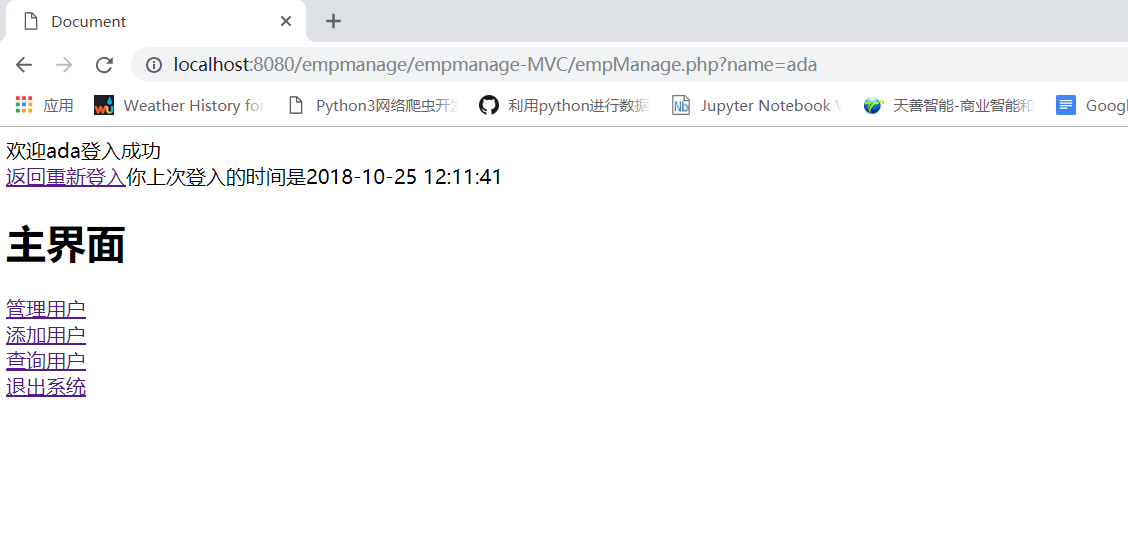 Document
localhost:8080/empmanage/empmanage-MVC/empManage.php?name=ada
应用 Weather History for Python3网络爬虫开发 利用python进行数据 Jupyter Notebook 天善智能-商业智能和 Googl
欢迎ada登入成功
返回重新登入你上次登入的时间是2018-10-25 12:11:41
主界面
管理用户
添加用户
查询用户
退出系统